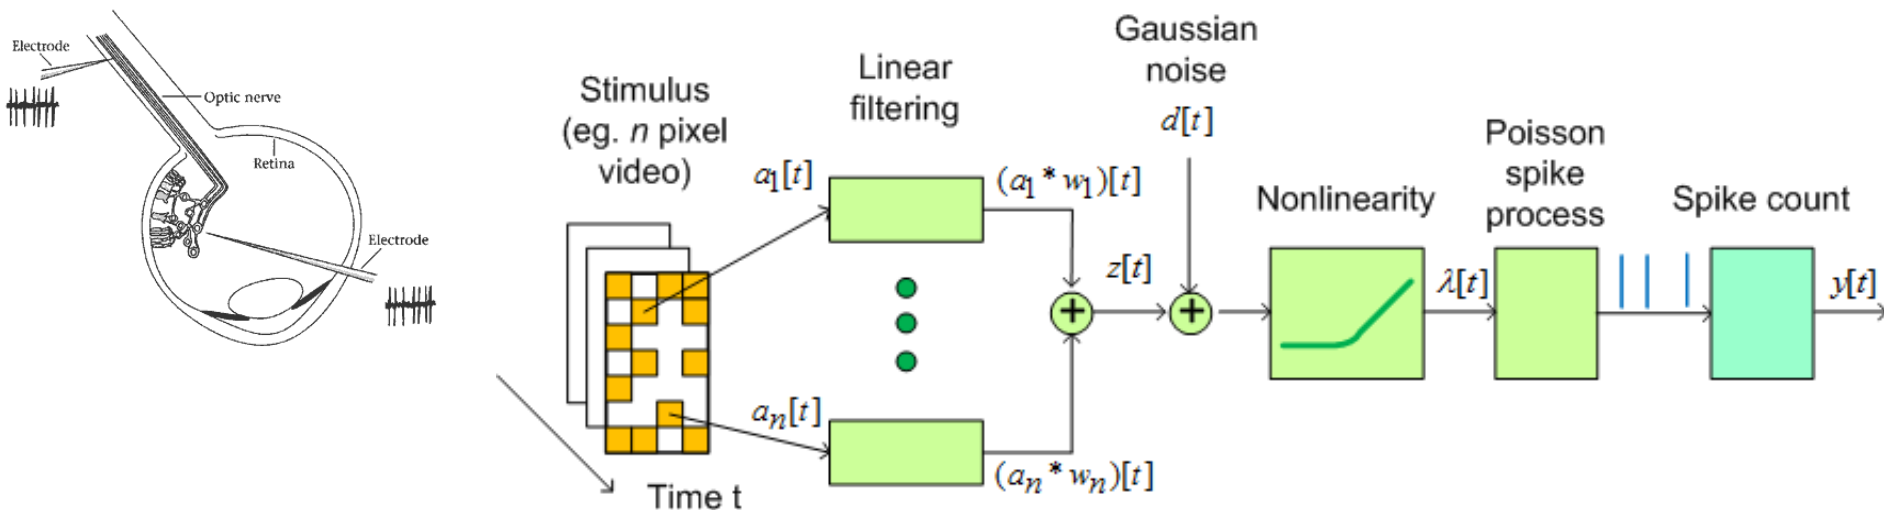 Electrode
Optic nerve
Retina
Electrode
Stimulus
(eg. n pixel
video)
Time t
a1[t]
an[t]
Linear
filtering
(a1*w1)[t]
(an*wn)[t]
z[t]
Gaussian
noise
d[t]
Nonlinearity
λ[t]
Poisson
spike
process
Spike count
y[t]